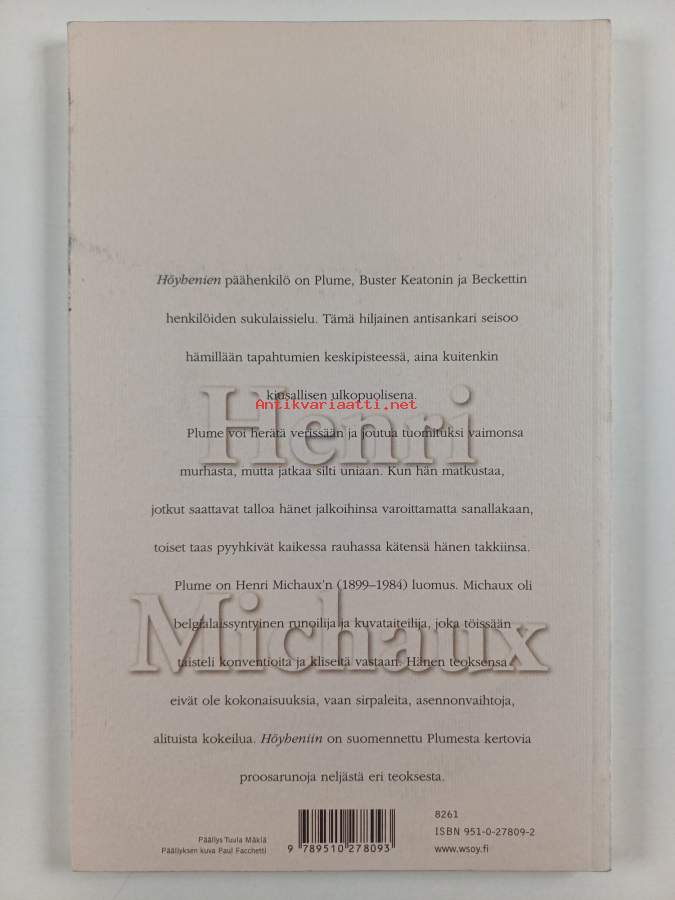 Höyhenien päähenkilö on Plume, Buster Keatonin ja Beckettin
henkilöiden sukulaissielu. Tämä hiljainen antisankari seisoo
hämillään tapahtumien keskipisteessä, aina kuitenkin
kiusallisen ulkopuolisena.
Antikvariaatti.net
Henri
Plume voi herätä verissään ja joutua tuomituksi vaimonsa
murhasta, mutta jatkaa silti uniaan. Kun hän matkustaa,
jotkut saattavat talloa hänet jalkoihinsa varoittamatta sanallakaan,
toiset taas pyyhkivät kaikessa rauhassa kätensä hänen takkiinsa.
Plume on Henri Michaux'n (1899–1984) luomus. Michaux oli
Michaux
belgialaissyntyinen runoilija ja kuvataiteilija, joka töissään
taisteli konventioita ja kliseitä vastaan. Hänen teoksensa
eivät ole kokonaisuuksia, vaan sirpaleita, asennonvaihtoja,
alituista kokeilua. Höyheniin on suomennettu Plumesta kertovia
proosarunoja neljästä eri teoksesta.
Päällys Tuula Mäkiä
Päällyksen kuva Paul Facchetti
9 789510 278093
8261
ISBN 951-0-27809-2
www.wsoy.fi